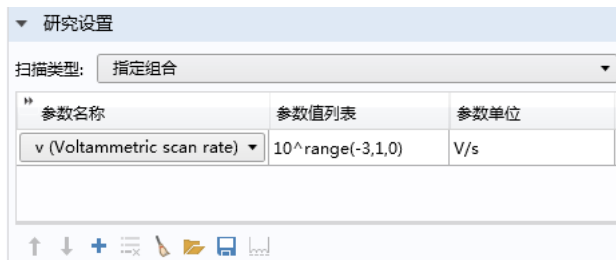 研究设置
扫描类型: 指定组合
参数名称 参数值列表 参数单位
v (Voltammetric scan rate) 10^range(-3,1,0) V/s